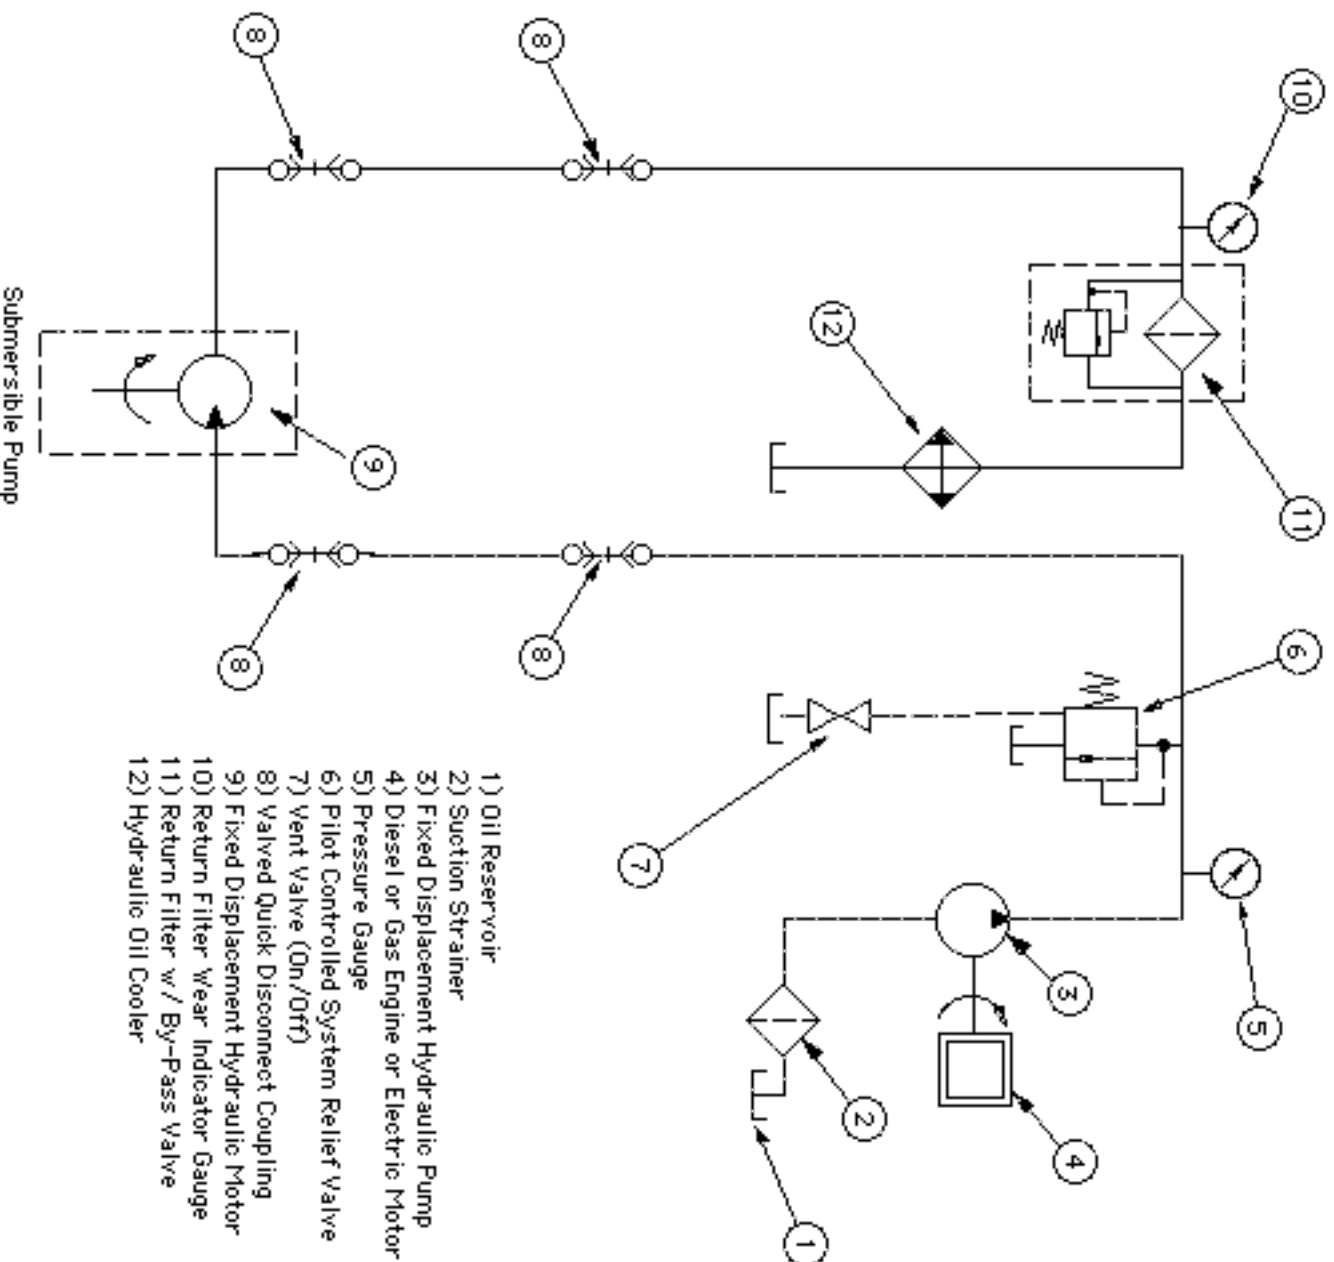 8
8
10
12
11
9
Submersible Pump
8
8
6
7
5
3
4
2
1
1) Oil Reservoir
2) Suction Strainer
3) Fixed Displacement Hydraulic Pump
4) Diesel or Gas Engine or Electric Motor
5) Pressure Gauge
6) Pilot Controlled System Relief Valve
7) Vent Valve (On/Off)
8) Valved Quick Disconnect Coupling
9) Fixed Displacement Hydraulic Motor
10) Return Filter Wear Indicator Gauge
11) Return Filter w/ By-Pass Valve
12) Hydraulic Oil Cooler